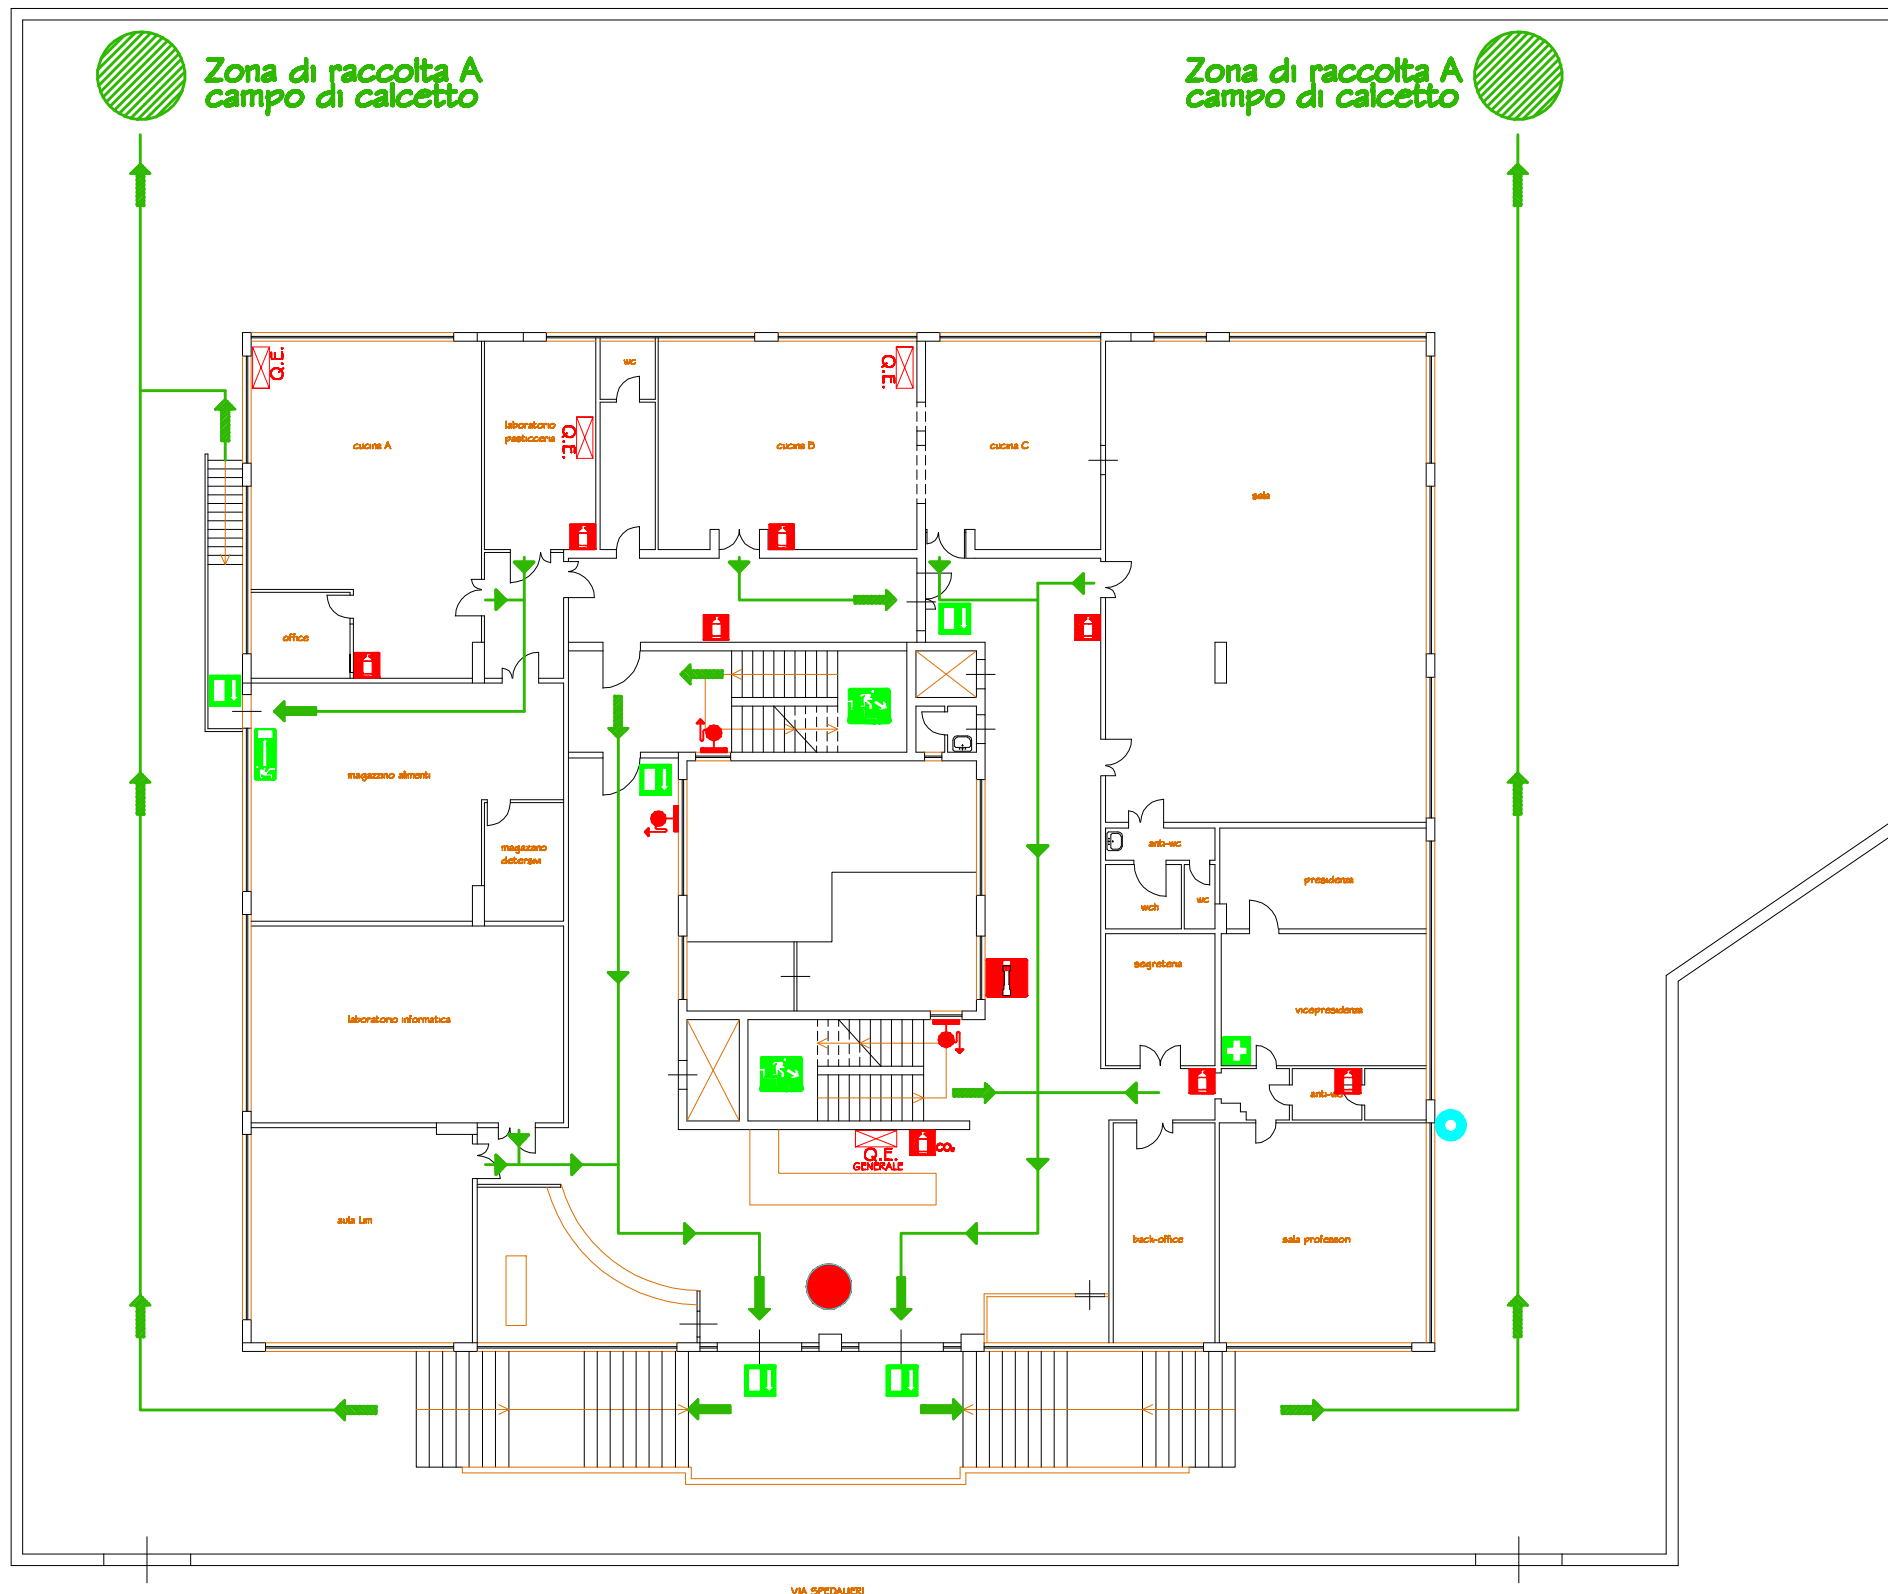 Zona di raccolta A
campo di calcetto
Zona di raccolta A
campo di calcetto
Q.E.
wc
Q.E.
cucina A
laboratorio
pasticceria
Q.E.
cucina B
cucina C
sala
office
magazzino alimenti
magazzino
detersivi
anti-wc
presidenza
wch
wc
segreteria
laboratorio informatica
vicepresidenza
anti-wc
Q.E.
GENERALE
CO₂
aula lim
back-office
sala professori
VIA SPEDALIERI